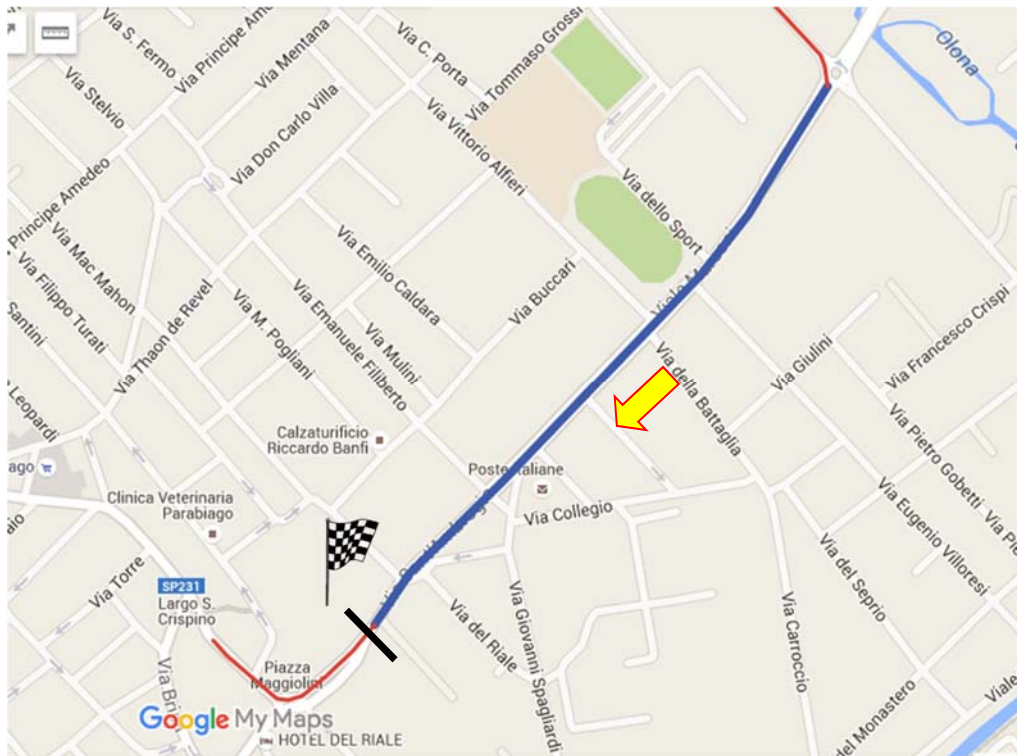 Via S. Fermo
Via Principe Ame
Via Mentana
Via C. Porta
Via Tommaso Grossi
Olona
Via Stelvio
Via Don Carlo Villa
Via Vittorio Alfieri
Principe Amedeo
Via Mac Mahon
Via Filippo Turati
Santini
Via Thaon de Revel
Via M. Pogliani
Via Emanuele Filiberto
Via Emilio Caldara
Via Mulini
Via Buccari
Via dello Sport
Via della Battaglia
Via Giulini
Via Francesco Crispi
Via Pietro Gobetti
Via Eugenio Villoresi
Leopardi
Calzaturificio
Riccardo Banfi
Poste Italiane
Via Collegio
ago
Clinica Veterinaria
Parabiago
Via Torre
SP231
Largo S.
Crispino
Via del Riale
Via Giovanni Spagliardi
Via Carroccio
Via del Seprio
Piazza
Maggiolini
Viale
del Monastero
Google My Maps
HOTEL DEL RIALE